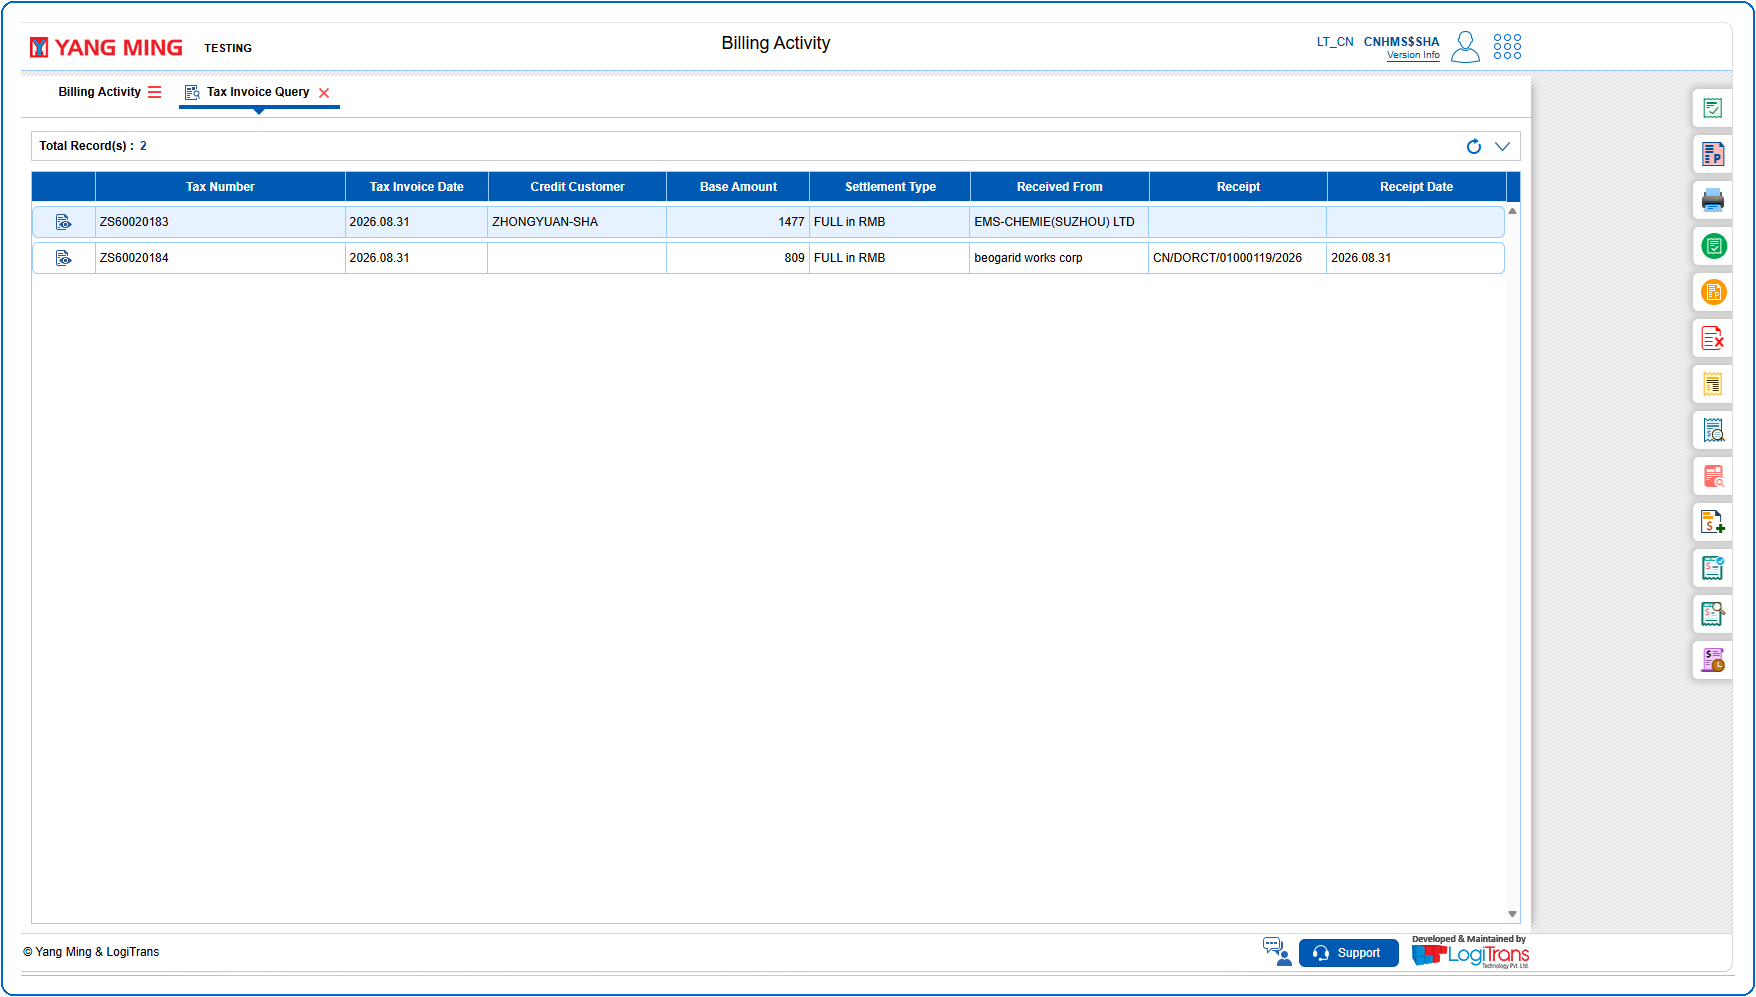 YANG MING TESTING
Billing Activity
LT_CN CNHMS$SHA
Version Info
Billing Activity
Tax Invoice Query
Total Record(s) : 2
Tax Number Tax Invoice Date Credit Customer Base Amount Settlement Type Received From Receipt Receipt Date
ZS60020183 2026.08.31 ZHONGYUAN-SHA 1477 FULL in RMB EMS-CHEMIE(SUZHOU) LTD
ZS60020184 2026.08.31 809 FULL in RMB beogarid works corp CN/DORCT/01000119/2026 2026.08.31
© Yang Ming & LogiTrans
Support
Developed & Maintained by
LogiTrans
Technology Pvt. Ltd.